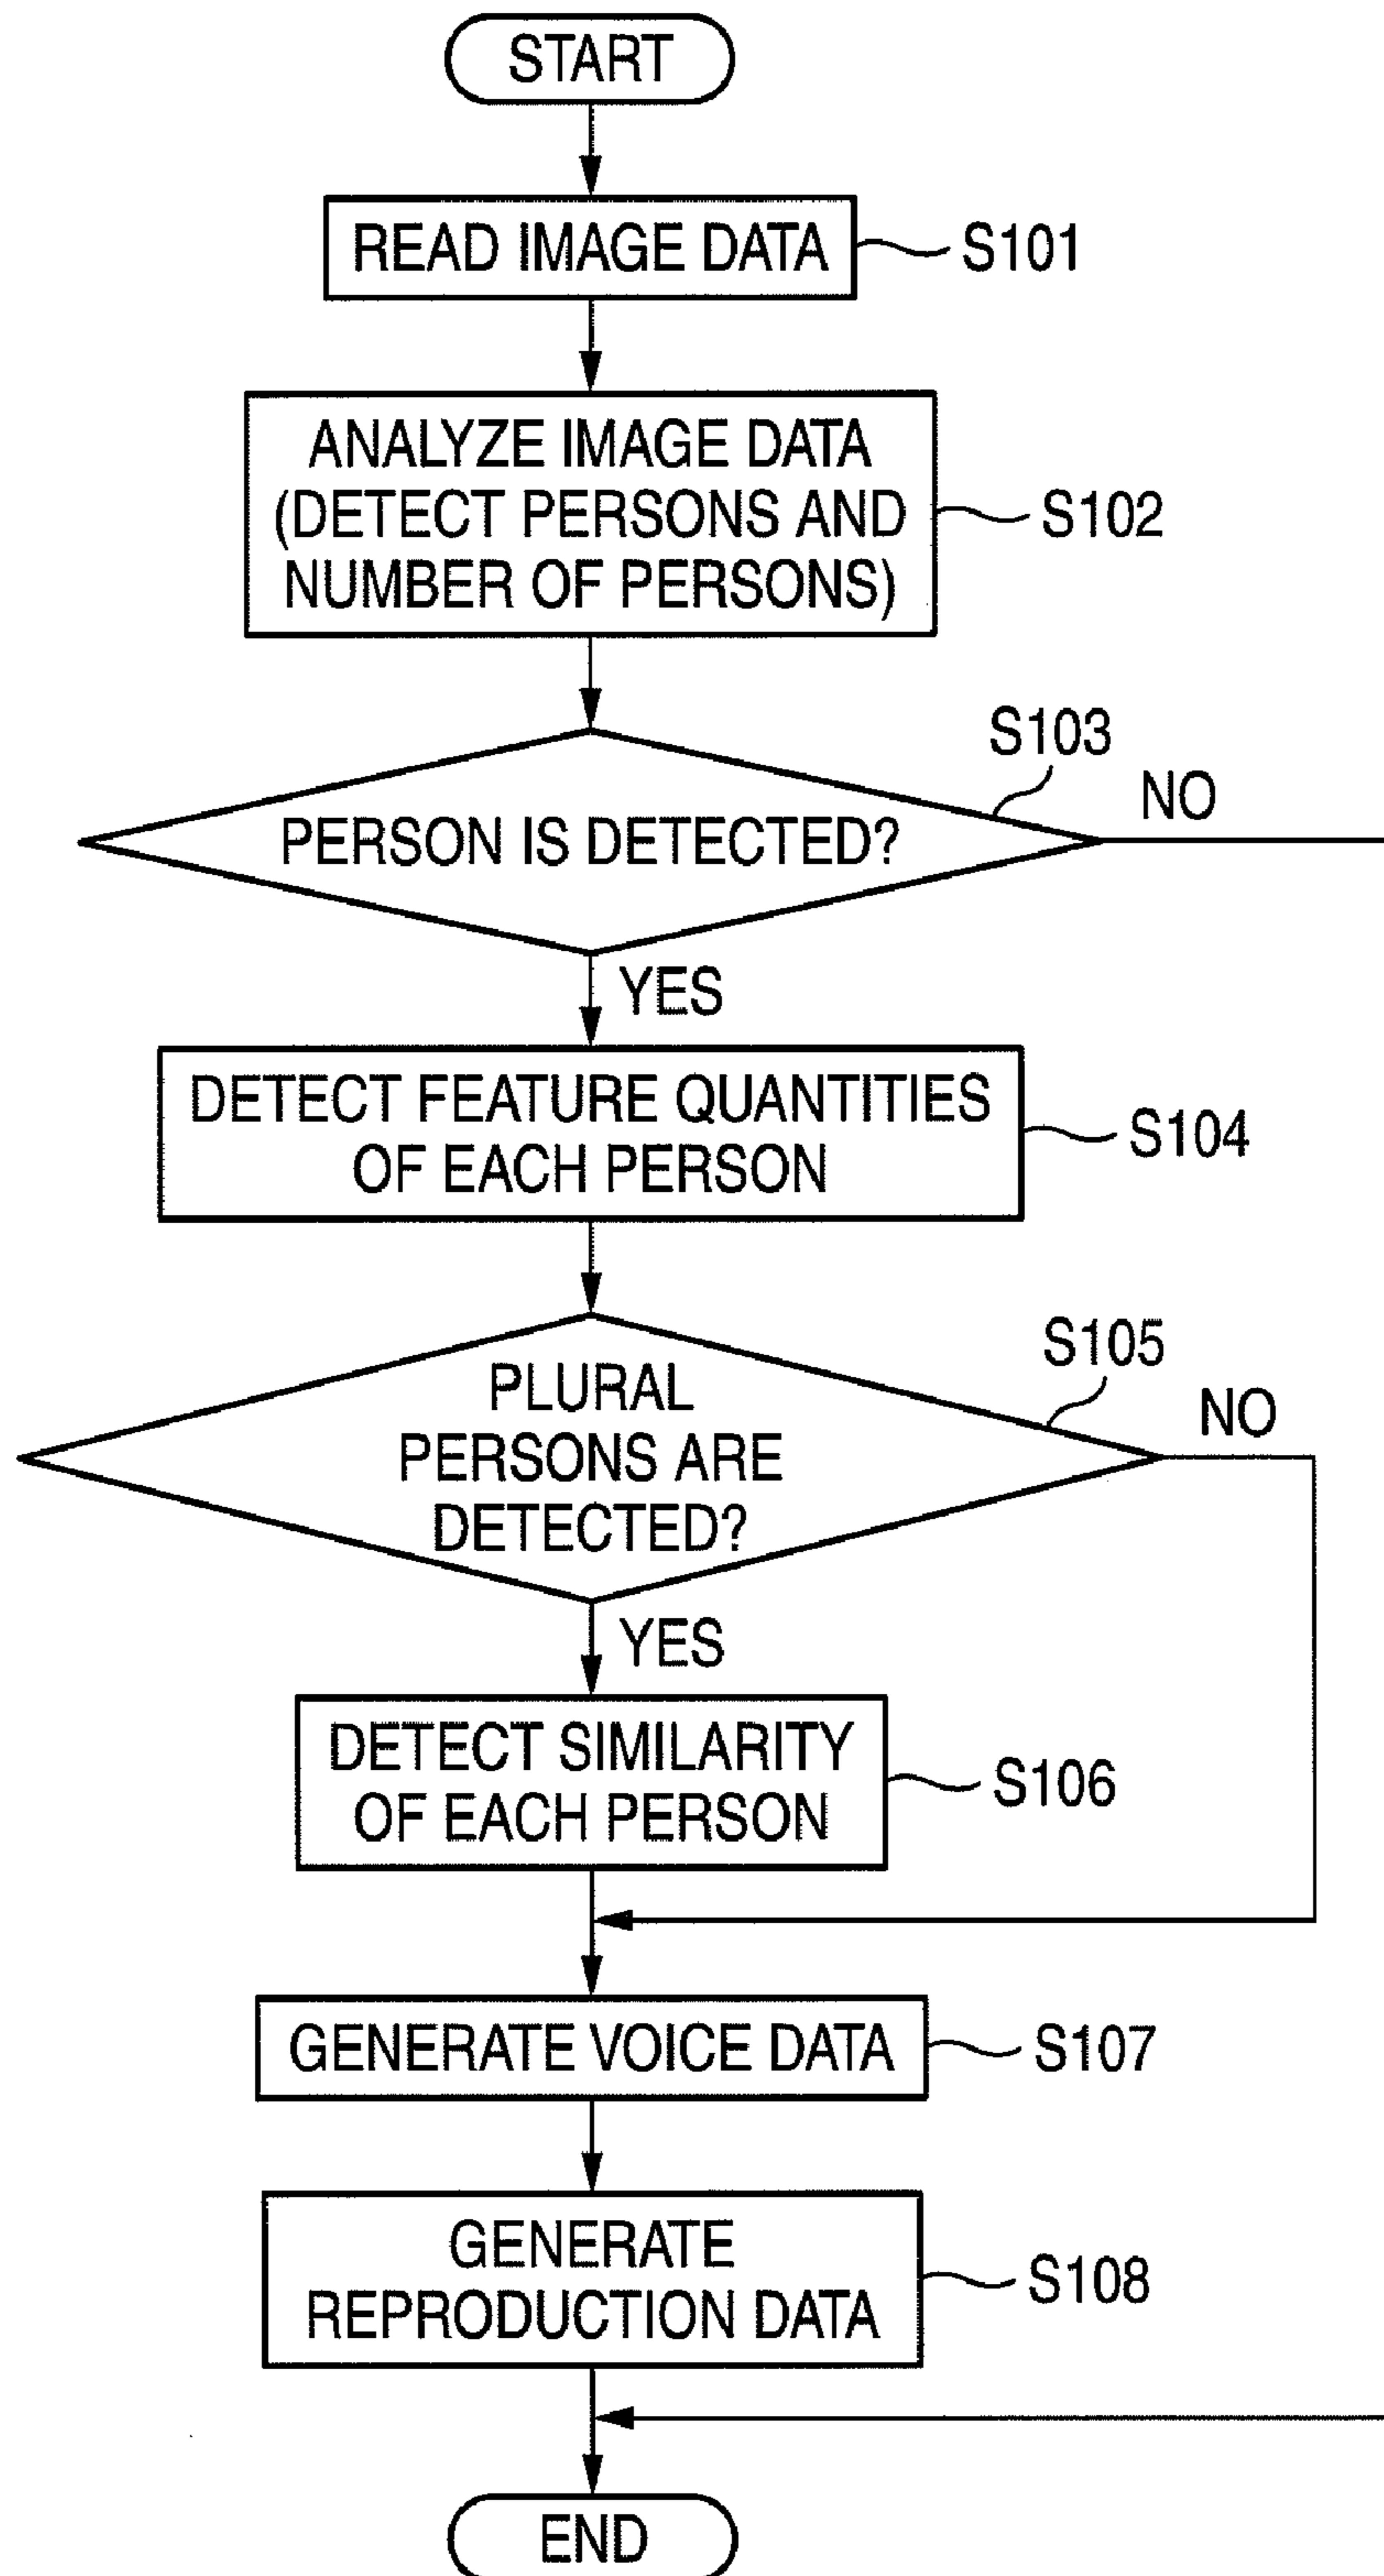 START
READ IMAGE DATA
S101
ANALYZE IMAGE DATA
(DETECT PERSONS AND
NUMBER OF PERSONS)
S102
S103
PERSON IS DETECTED?
NO
YES
DETECT FEATURE QUANTITIES
OF EACH PERSON
S104
S105
PLURAL
PERSONS ARE
DETECTED?
NO
YES
DETECT SIMILARITY
OF EACH PERSON
S106
GENERATE VOICE DATA
S107
GENERATE
REPRODUCTION DATA
S108
END